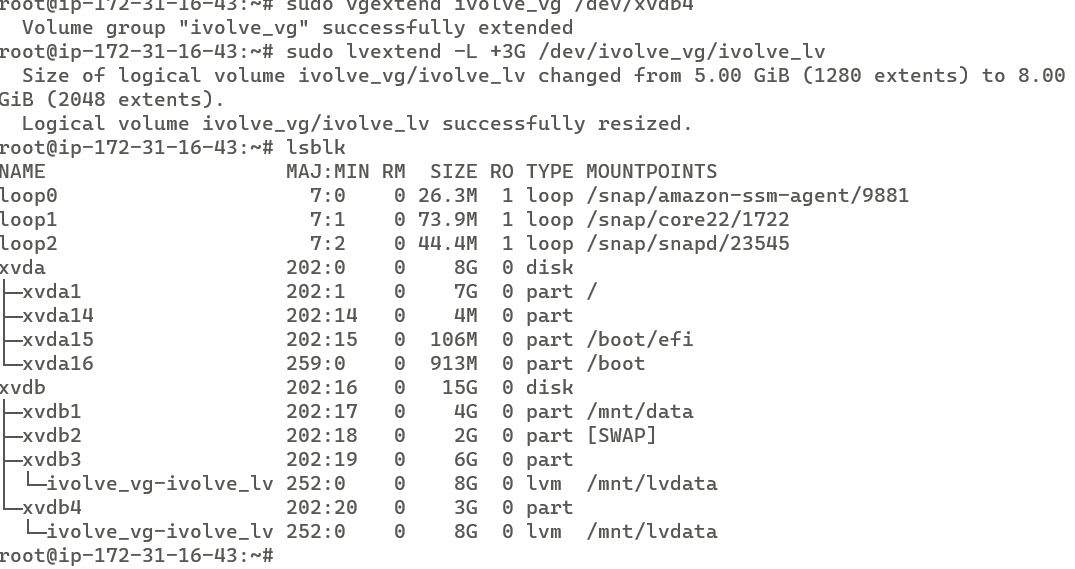 root@ip-172-31-16-43:~# sudo vgextend ivolve_vg /dev/xvdb4
  Volume group "ivolve_vg" successfully extended
root@ip-172-31-16-43:~# sudo lvextend -L +3G /dev/ivolve_vg/ivolve_lv
  Size of logical volume ivolve_vg/ivolve_lv changed from 5.00 GiB (1280 extents) to 8.00
GiB (2048 extents).
  Logical volume ivolve_vg/ivolve_lv successfully resized.
root@ip-172-31-16-43:~# lsblk
NAME                    MAJ:MIN RM   SIZE RO TYPE MOUNTPOINTS
loop0                     7:0    0  26.3M  1 loop /snap/amazon-ssm-agent/9881
loop1                     7:1    0  73.9M  1 loop /snap/core22/1722
loop2                     7:2    0  44.4M  1 loop /snap/snapd/23545
xvda                    202:0    0     8G  0 disk
├─xvda1                 202:1    0     7G  0 part /
├─xvda14                202:14   0     4M  0 part
├─xvda15                202:15   0   106M  0 part /boot/efi
└─xvda16                259:0    0   913M  0 part /boot
xvdb                    202:16   0    15G  0 disk
├─xvdb1                 202:17   0     4G  0 part /mnt/data
├─xvdb2                 202:18   0     2G  0 part [SWAP]
├─xvdb3                 202:19   0     6G  0 part
│ └─ivolve_vg-ivolve_lv 252:0    0     8G  0 lvm  /mnt/lvdata
└─xvdb4                 202:20   0     3G  0 part
  └─ivolve_vg-ivolve_lv 252:0    0     8G  0 lvm  /mnt/lvdata
root@ip-172-31-16-43:~#